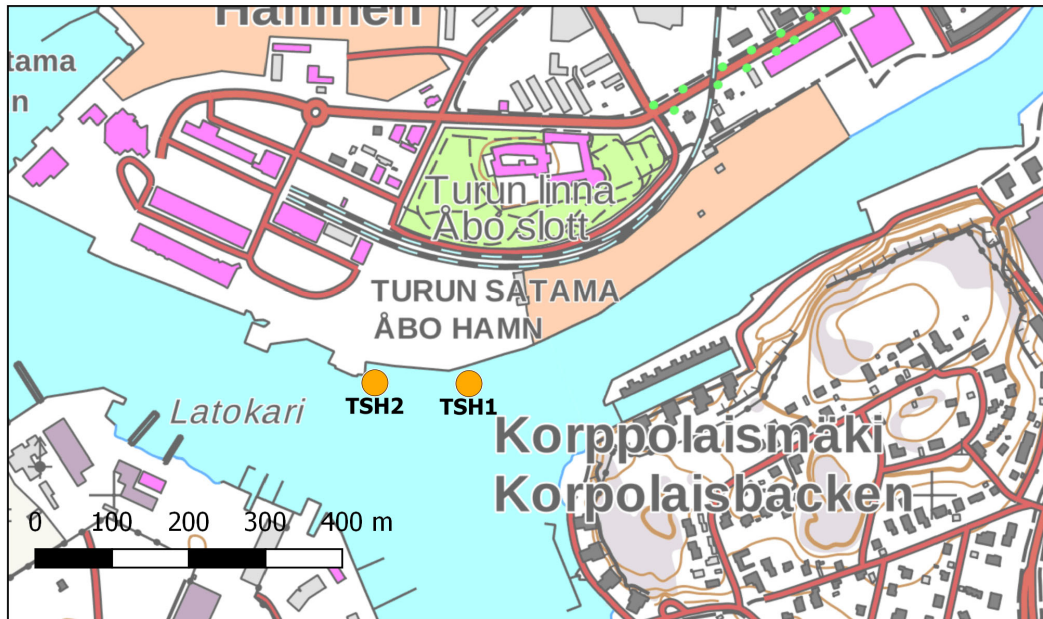 Hamnen
tama
n
Turun linna
Åbo slott
TURUN SATAMA
ÅBO HAMN
TSH2
TSH1
Latokari
Korppolaismäki
Korpolaisbacken
0 100 200 300 400 m